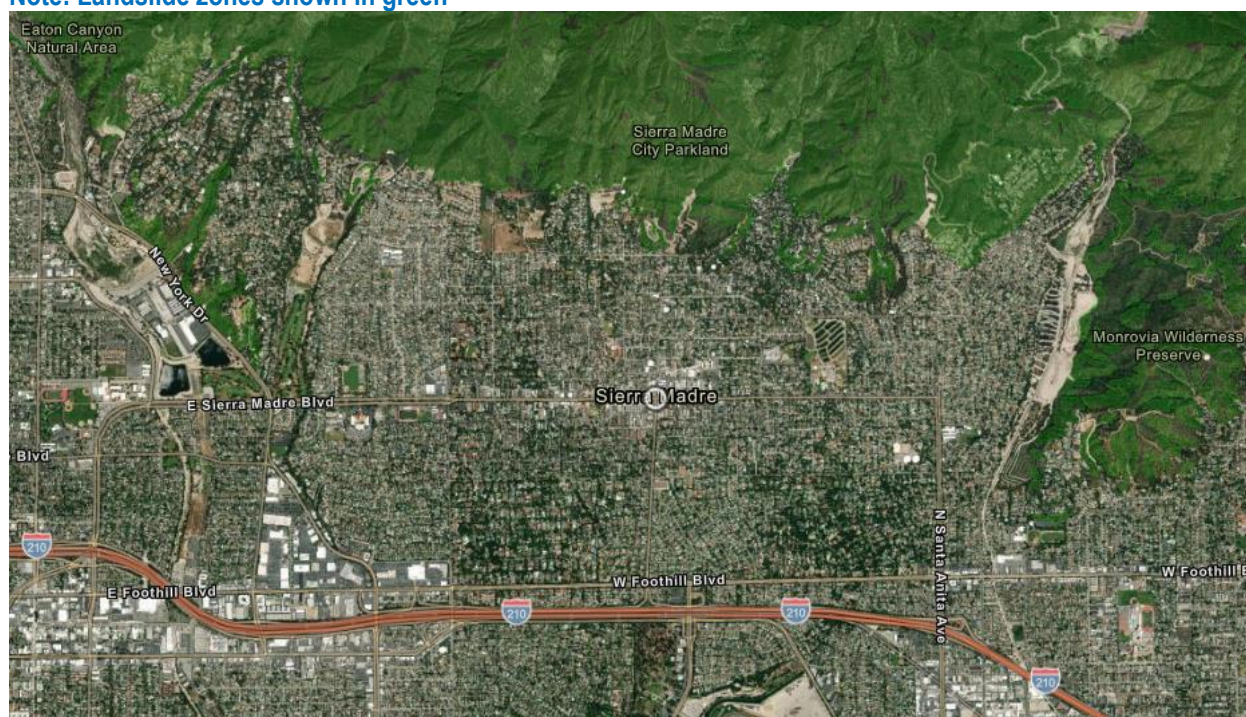 Note: Landslide zones shown in green
Eaton Canyon
Natural Area
Sierra Madre
City Parkland
New York Dr
Monrovia Wilderness
Preserve
E Sierra Madre Blvd
Sierra Madre
Blvd
N Santa Anita Ave
210
E Foothill Blvd
W Foothill Blvd
W Foothill B
210
210
210